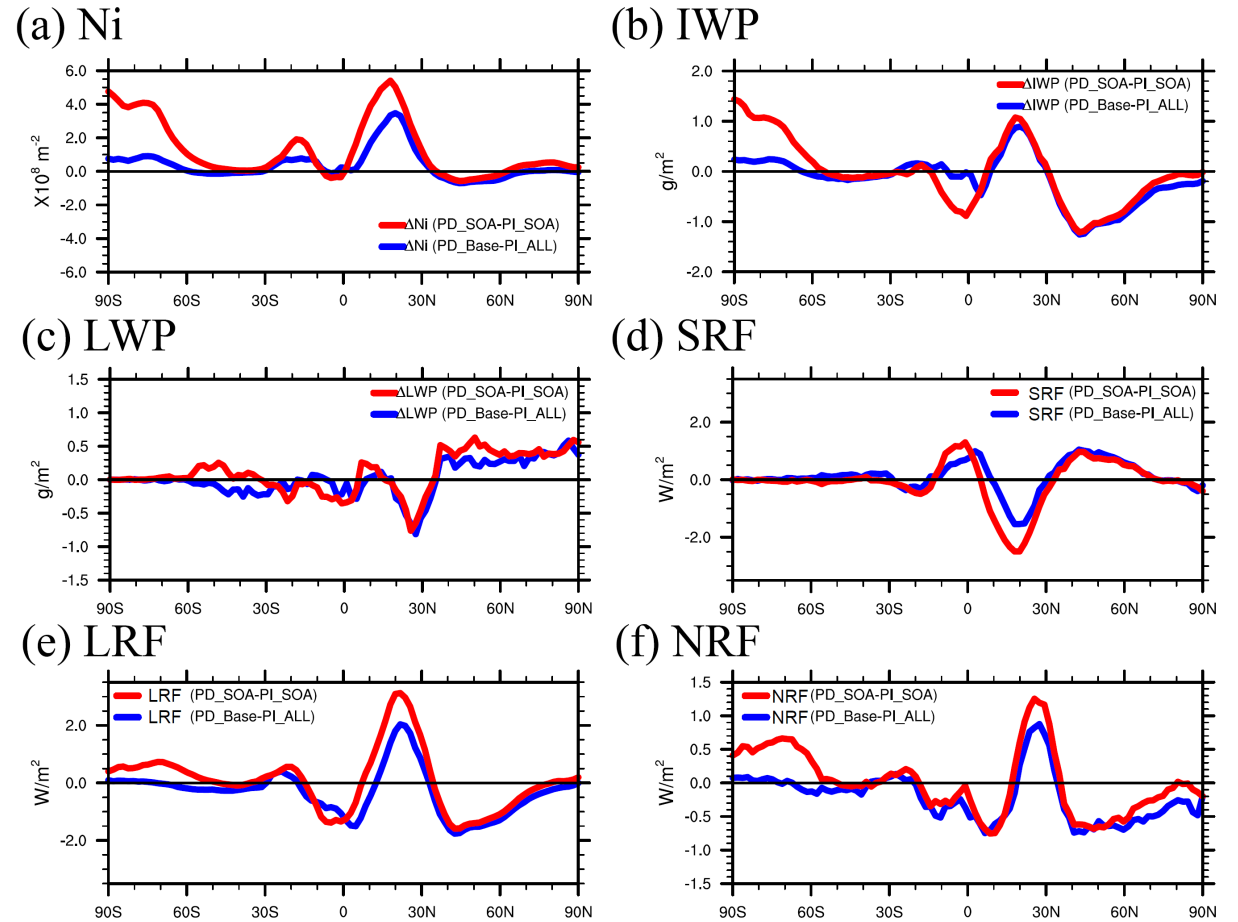 (a) Ni
6.0
4.0
2.0
0.0
-2.0
-4.0
-6.0
X10⁸ m⁻²
ΔNi (PD_SOA-PI_SOA)
ΔNi (PD_Base-PI_ALL)
90S 60S 30S 0 30N 60N 90N
(b) IWP
2.0
1.0
0.0
-1.0
-2.0
g/m²
ΔIWP (PD_SOA-PI_SOA)
ΔIWP (PD_Base-PI_ALL)
90S 60S 30S 0 30N 60N 90N
(c) LWP
1.5
1.0
0.5
0.0
-0.5
-1.0
-1.5
g/m²
ΔLWP (PD_SOA-PI_SOA)
ΔLWP (PD_Base-PI_ALL)
90S 60S 30S 0 30N 60N 90N
(d) SRF
2.0
0.0
-2.0
W/m²
SRF (PD_SOA-PI_SOA)
SRF (PD_Base-PI_ALL)
90S 60S 30S 0 30N 60N 90N
(e) LRF
2.0
0.0
-2.0
W/m²
LRF (PD_SOA-PI_SOA)
LRF (PD_Base-PI_ALL)
90S 60S 30S 0 30N 60N 90N
(f) NRF
1.5
1.0
0.5
0.0
-0.5
-1.0
-1.5
W/m²
NRF(PD_SOA-PI_SOA)
NRF(PD_Base-PI_ALL)
90S 60S 30S 0 30N 60N 90N